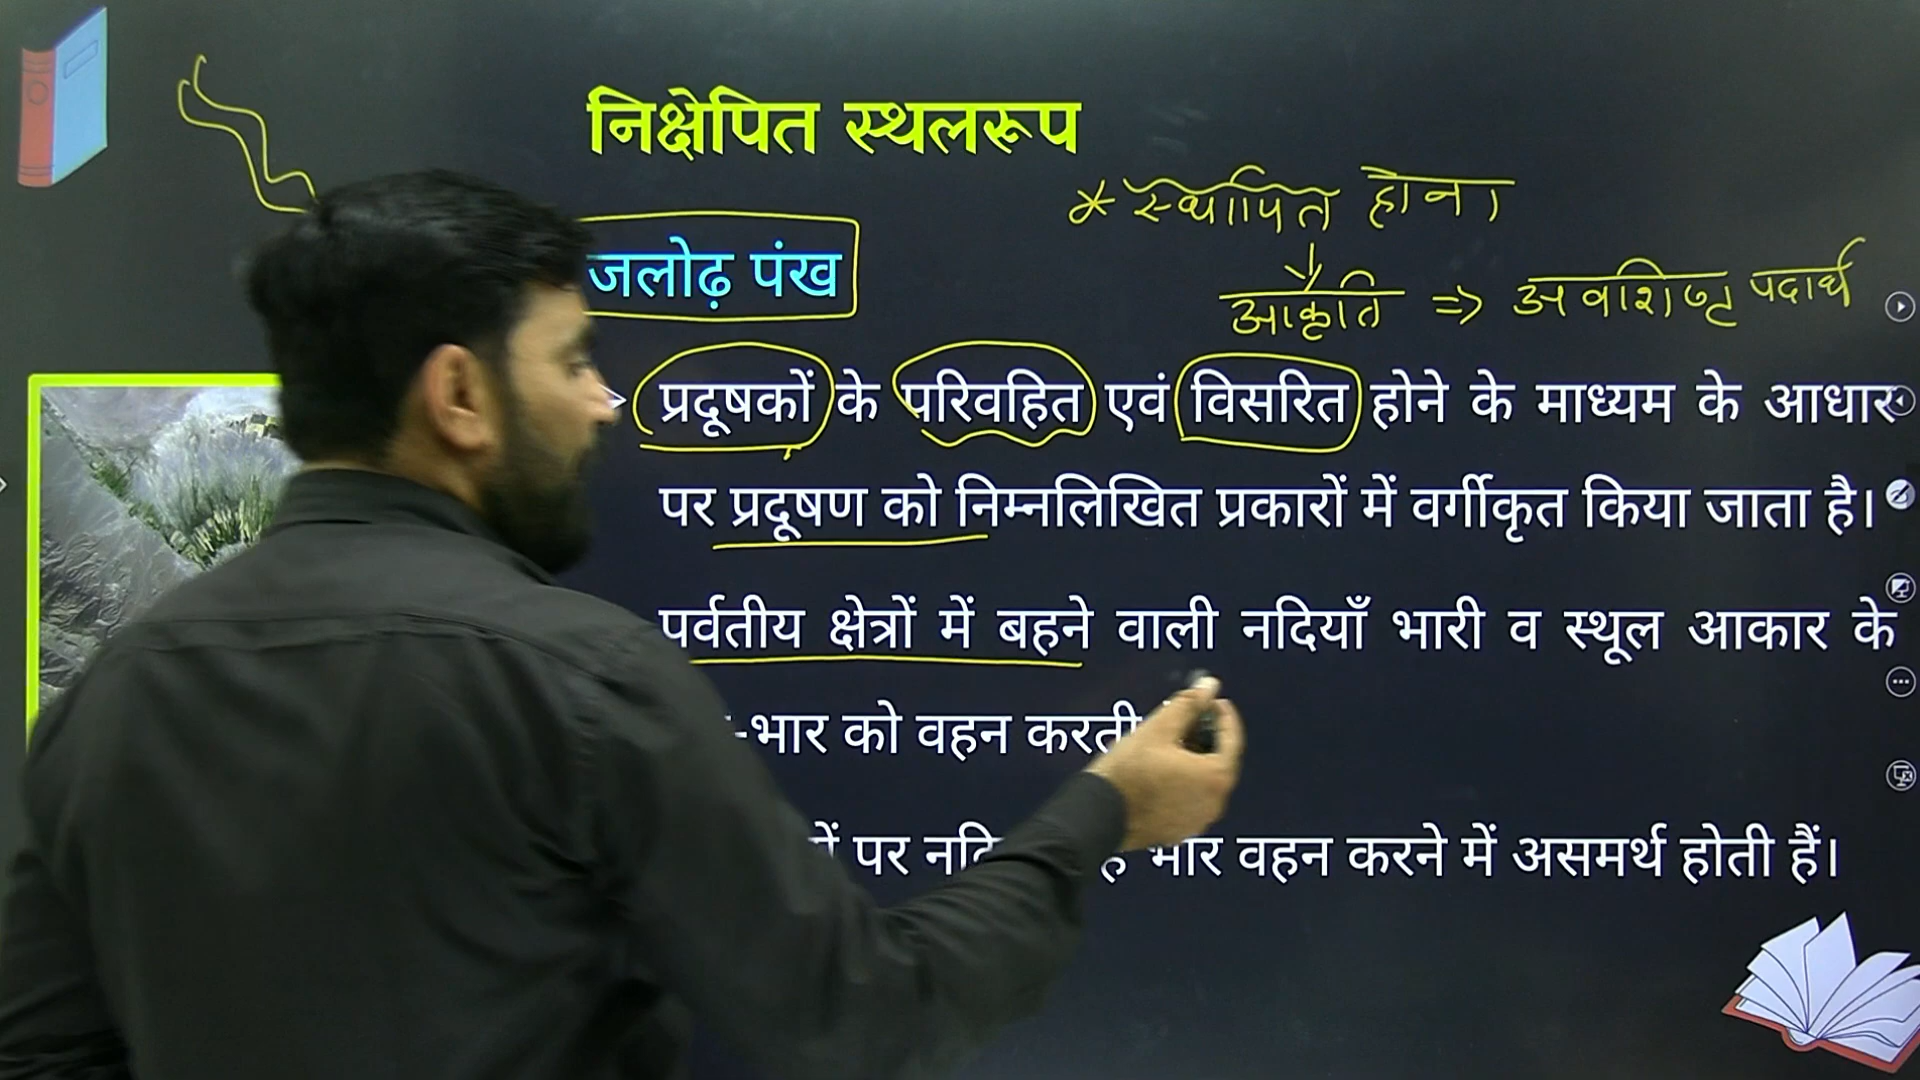 निक्षेपित स्थलरूप
* स्थापित होना
जलोढ़ पंख
आकृति => अवशिष्ट पदार्थ
प्रदूषकों के परिवहित एवं विसरित होने के माध्यम के आधार
पर प्रदूषण को निम्नलिखित प्रकारों में वर्गीकृत किया जाता है।
पर्वतीय क्षेत्रों में बहने वाली नदियाँ भारी व स्थूल आकार के
-भार को वहन करती
पर भार वहन करने में असमर्थ होती हैं।